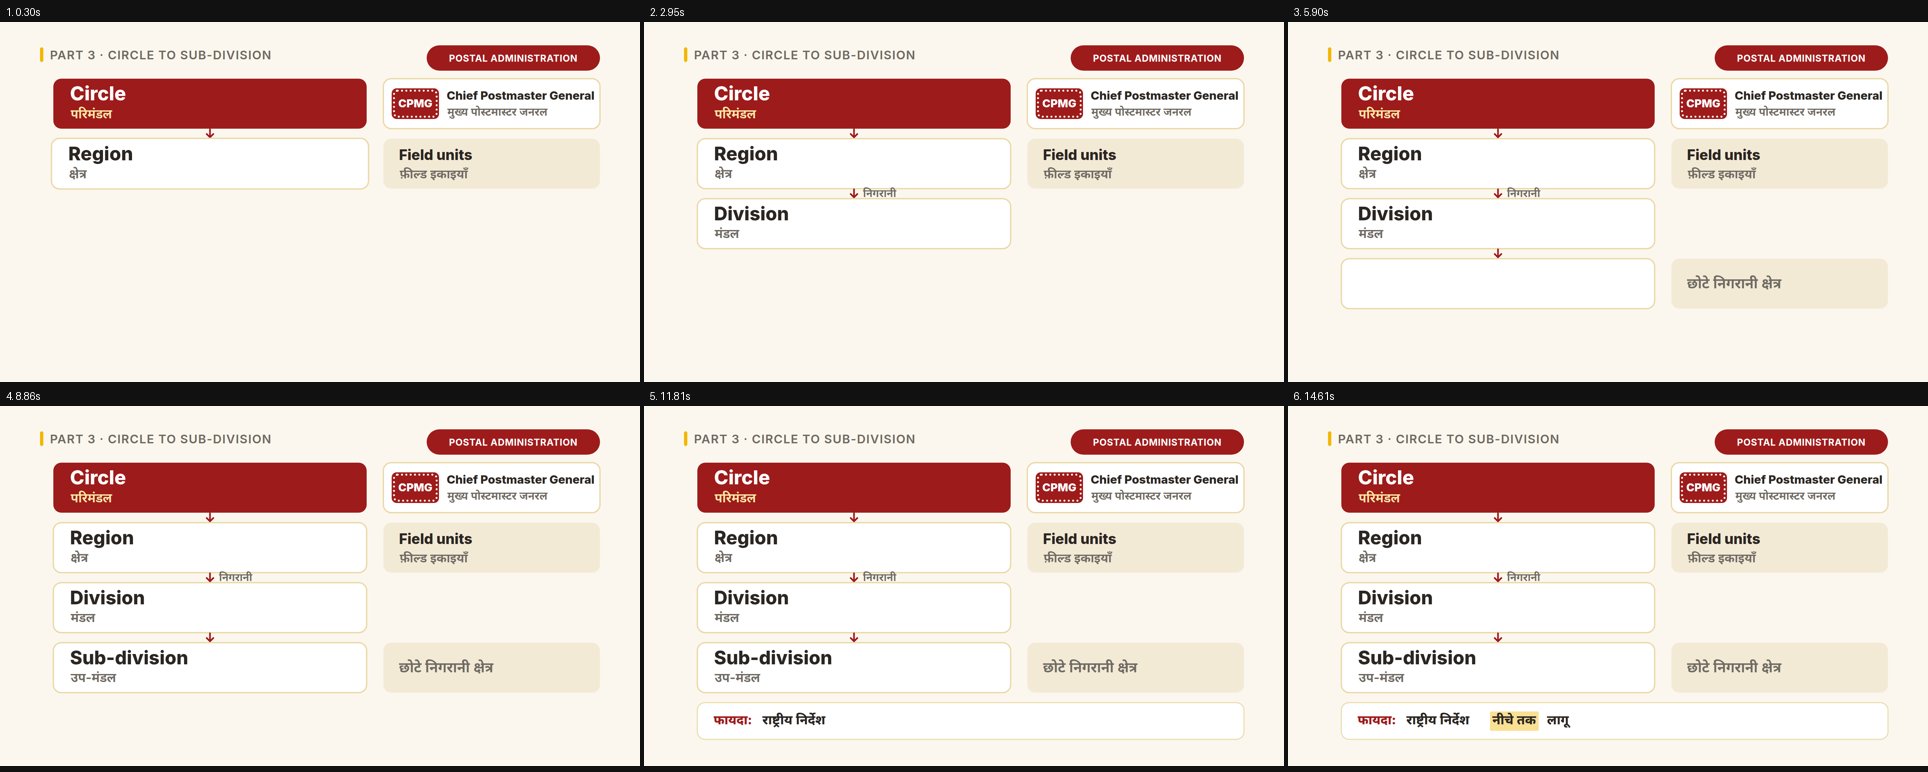 1. 0.30s
PART 3 · CIRCLE TO SUB-DIVISION
POSTAL ADMINISTRATION
Circle
परिमंडल
CPMG
Chief Postmaster General
मुख्य पोस्टमास्टर जनरल
Region
क्षेत्र
Field units
फ़ील्ड इकाइयाँ
2. 2.95s
PART 3 · CIRCLE TO SUB-DIVISION
POSTAL ADMINISTRATION
Circle
परिमंडल
CPMG
Chief Postmaster General
मुख्य पोस्टमास्टर जनरल
Region
क्षेत्र
Field units
फ़ील्ड इकाइयाँ
निगरानी
Division
मंडल
3. 5.90s
PART 3 · CIRCLE TO SUB-DIVISION
POSTAL ADMINISTRATION
Circle
परिमंडल
CPMG
Chief Postmaster General
मुख्य पोस्टमास्टर जनरल
Region
क्षेत्र
Field units
फ़ील्ड इकाइयाँ
निगरानी
Division
मंडल
छोटे निगरानी क्षेत्र
4. 8.86s
PART 3 · CIRCLE TO SUB-DIVISION
POSTAL ADMINISTRATION
Circle
परिमंडल
CPMG
Chief Postmaster General
मुख्य पोस्टमास्टर जनरल
Region
क्षेत्र
Field units
फ़ील्ड इकाइयाँ
निगरानी
Division
मंडल
Sub-division
उप-मंडल
छोटे निगरानी क्षेत्र
5. 11.81s
PART 3 · CIRCLE TO SUB-DIVISION
POSTAL ADMINISTRATION
Circle
परिमंडल
CPMG
Chief Postmaster General
मुख्य पोस्टमास्टर जनरल
Region
क्षेत्र
Field units
फ़ील्ड इकाइयाँ
निगरानी
Division
मंडल
Sub-division
उप-मंडल
छोटे निगरानी क्षेत्र
फायदा: राष्ट्रीय निर्देश
6. 14.61s
PART 3 · CIRCLE TO SUB-DIVISION
POSTAL ADMINISTRATION
Circle
परिमंडल
CPMG
Chief Postmaster General
मुख्य पोस्टमास्टर जनरल
Region
क्षेत्र
Field units
फ़ील्ड इकाइयाँ
निगरानी
Division
मंडल
Sub-division
उप-मंडल
छोटे निगरानी क्षेत्र
फायदा: राष्ट्रीय निर्देश नीचे तक लागू